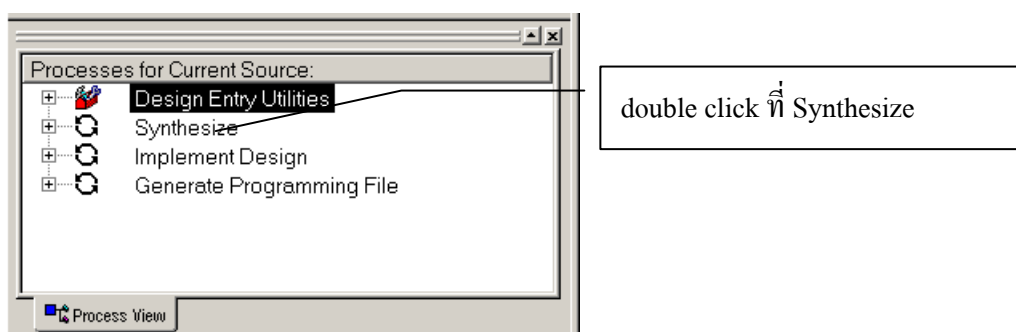 Processes for Current Source:
Design Entry Utilities
Synthesize
Implement Design
Generate Programming File
Process View
double click ที่ Synthesize